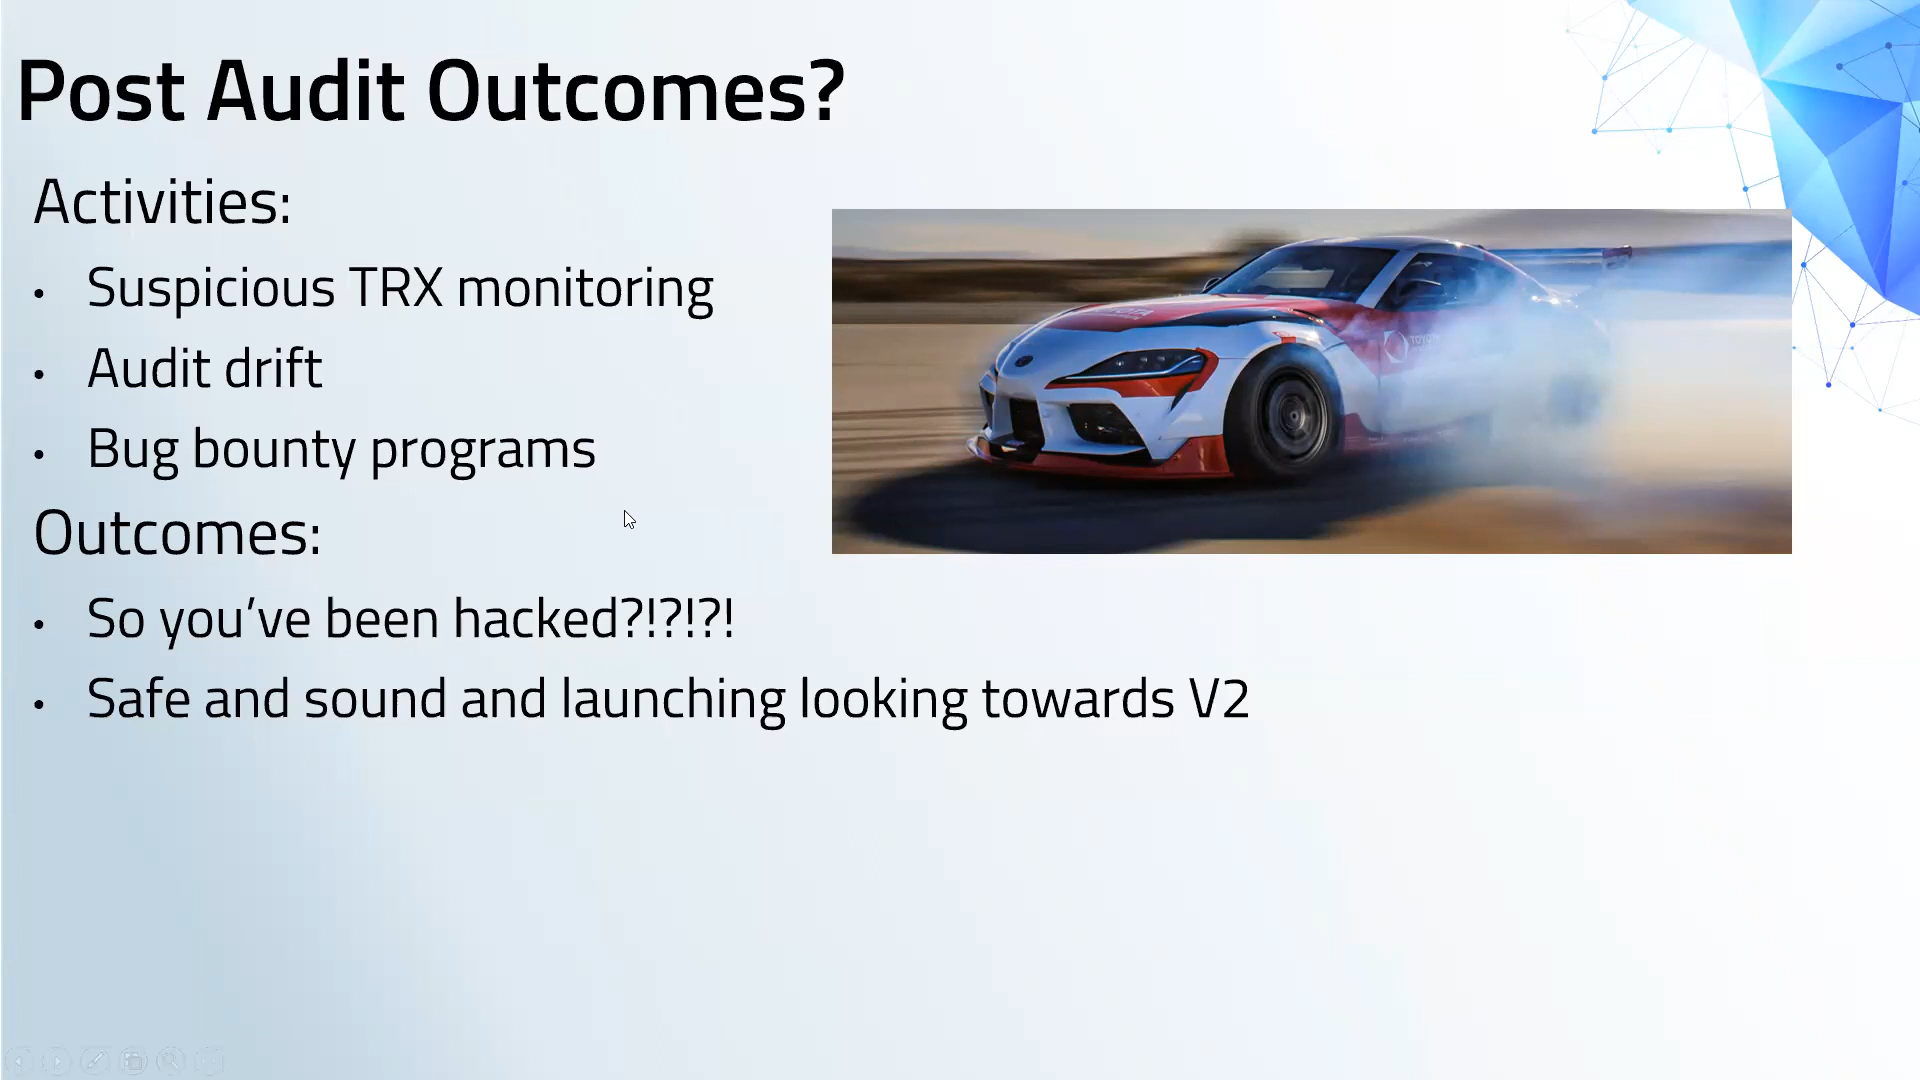 Post Audit Outcomes?
Activities:
• Suspicious TRX monitoring
• Audit drift
• Bug bounty programs
Outcomes:
• So you’ve been hacked?!?!?!
• Safe and sound and launching looking towards V2